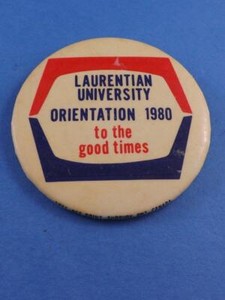 LAURENTIAN
UNIVERSITY
ORIENTATION 1980
to the
good times